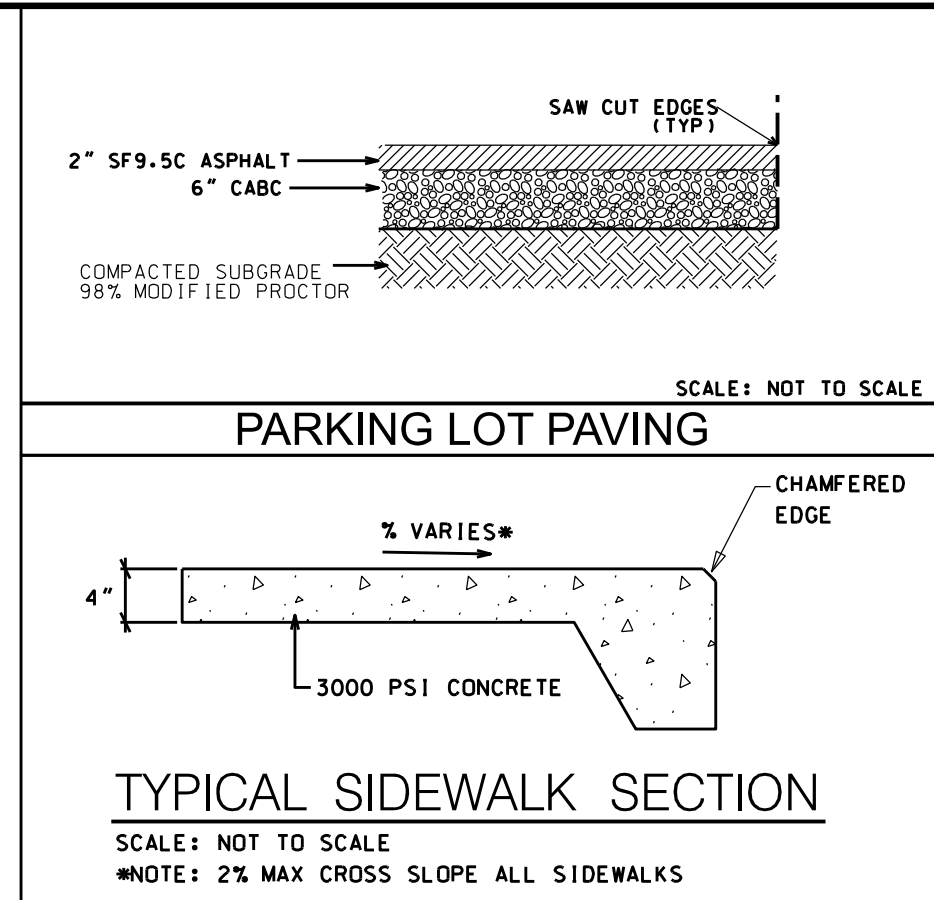 SAW CUT EDGES
(TYP)
2" SF9.5C ASPHALT
6" CABC
COMPACTED SUBGRADE
98% MODIFIED PROCTOR
SCALE: NOT TO SCALE
PARKING LOT PAVING
CHAMFERED
EDGE
% VARIES*
4"
3000 PSI CONCRETE
TYPICAL SIDEWALK SECTION
SCALE: NOT TO SCALE
*NOTE: 2% MAX CROSS SLOPE ALL SIDEWALKS